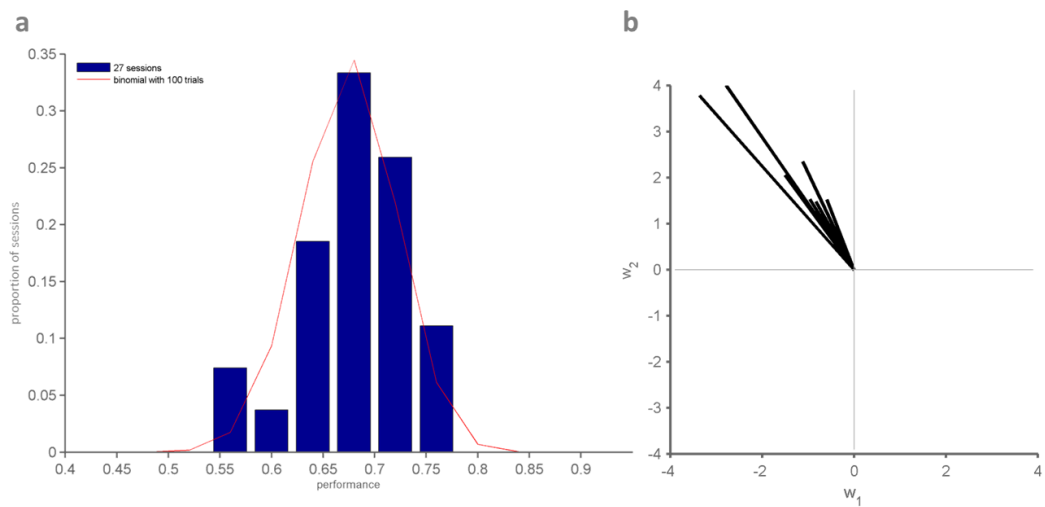 a
0.35
0.3
0.25
0.2
0.15
0.1
0.05
0
27 sessions
binomial with 100 trials
proportion of sessions
0.4 0.45 0.5 0.55 0.6 0.65 0.7 0.75 0.8 0.85 0.9
performance
b
4
3
2
1
0
-1
-2
-3
-4
w2
-4 -2 0 2 4
w1